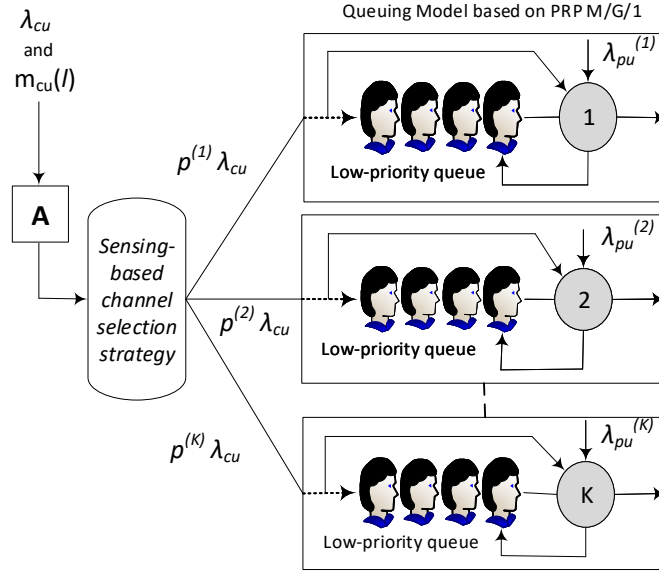 λcu
and
mcu(l)
A
Sensing-
based
channel
selection
strategy
p(1) λcu
p(2) λcu
p(K) λcu
Queuing Model based on PRP M/G/1
λpu(1)
1
Low-priority queue
λpu(2)
2
Low-priority queue
λpu(K)
K
Low-priority queue